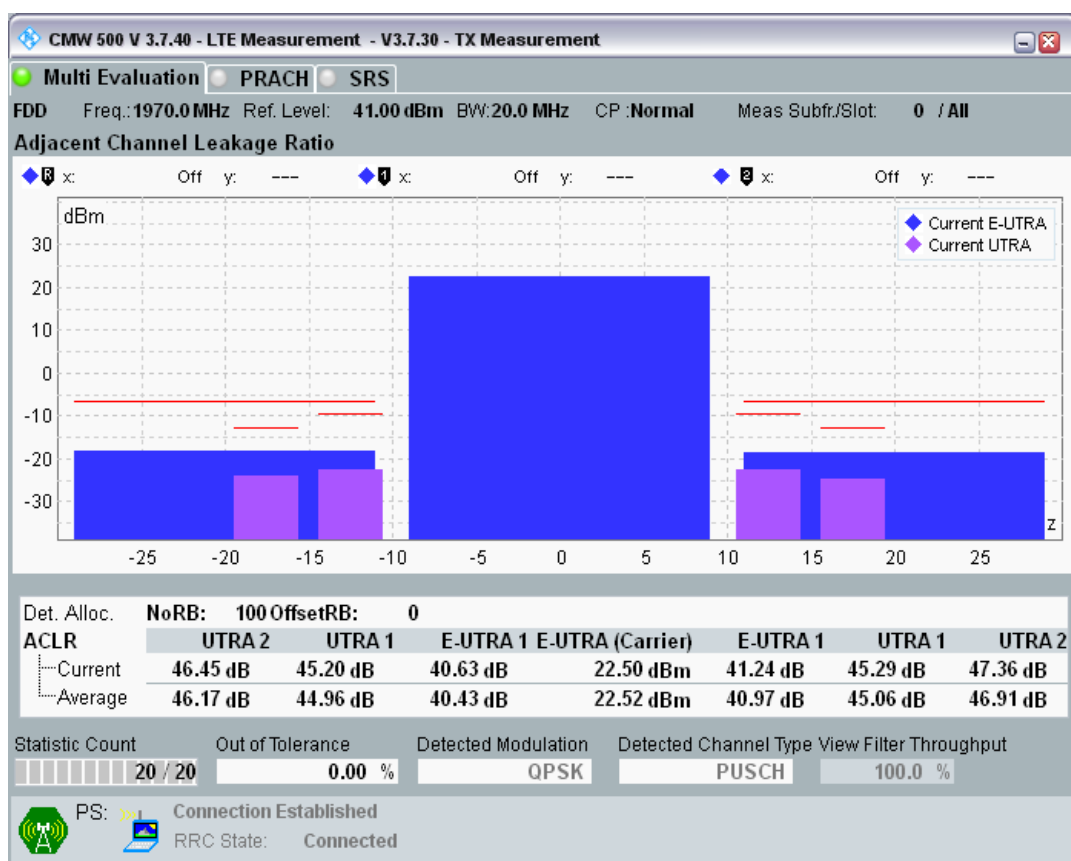 CMW 500 V 3.7.40 - LTE Measurement - V3.7.30 - TX Measurement
Multi Evaluation PRACH SRS
FDD Freq.: 1970.0 MHz Ref. Level: 41.00 dBm BW: 20.0 MHz CP : Normal Meas Subfr./Slot: 0 / All
Adjacent Channel Leakage Ratio
R x: Off y: --- 1 x: Off y: --- 2 x: Off y: ---
dBm
Current E-UTRA
Current UTRA
30
20
10
0
-10
-20
-30
z
-25 -20 -15 -10 -5 0 5 10 15 20 25
Det. Alloc. NoRB: 100 OffsetRB: 0
ACLR UTRA 2 UTRA 1 E-UTRA 1 E-UTRA (Carrier) E-UTRA 1 UTRA 1 UTRA 2
Current 46.45 dB 45.20 dB 40.63 dB 22.50 dBm 41.24 dB 45.29 dB 47.36 dB
Average 46.17 dB 44.96 dB 40.43 dB 22.52 dBm 40.97 dB 45.06 dB 46.91 dB
Statistic Count Out of Tolerance Detected Modulation Detected Channel Type View Filter Throughput
20 / 20 0.00 % QPSK PUSCH 100.0 %
PS: Connection Established
RRC State: Connected